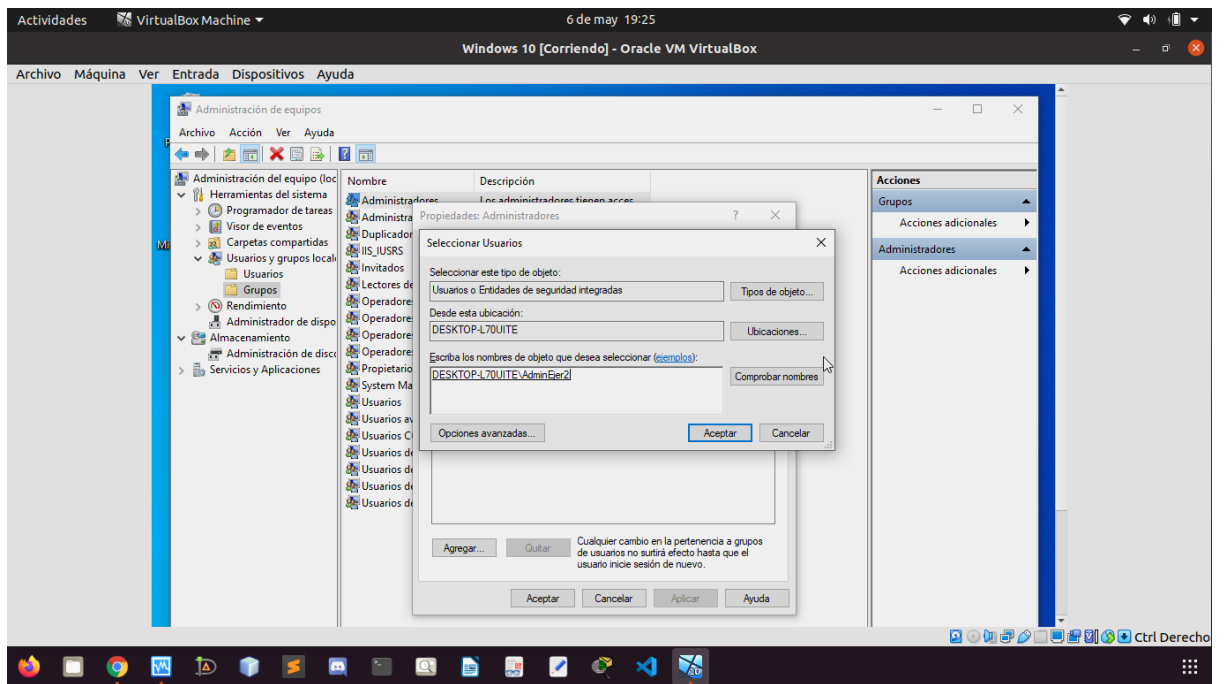 Actividades VirtualBox Machine 6 de may 19:25
Windows 10 [Corriendo] - Oracle VM VirtualBox
Archivo Máquina Ver Entrada Dispositivos Ayuda
Administración de equipos
Archivo Acción Ver Ayuda
Administración del equipo (loc
Herramientas del sistema
Programador de tareas
Visor de eventos
Carpetas compartidas
Usuarios y grupos local
Usuarios
Grupos
Rendimiento
Administrador de dispo
Almacenamiento
Administración de disco
Servicios y Aplicaciones
Nombre Descripción
Administradores Los administradores tienen acces
Administra
Duplicador
IIS_IUSRS
Invitados
Lectores de
Operadore
Operadore
Operadore
Operadore
Propietario
System Ma
Usuarios
Usuarios av
Usuarios
Usuarios de
Usuarios de
Usuarios de
Usuarios de
Propiedades: Administradores ?
Seleccionar Usuarios
Seleccionar este tipo de objeto:
Usuarios o Entidades de seguridad integradas Tipos de objeto...
Desde esta ubicación:
DESKTOP-L70UITE Ubicaciones...
Escriba los nombres de objeto que desea seleccionar (ejemplos):
DESKTOP-L70UITE\AdminEjer2 Comprobar nombres
Opciones avanzadas... Aceptar Cancelar
Agregar... Quitar
Cualquier cambio en la pertenencia a grupos
de usuarios no surtirá efecto hasta que el
usuario inicie sesión de nuevo.
Aceptar Cancelar Aplicar Ayuda
Acciones
Grupos
Acciones adicionales
Administradores
Acciones adicionales
Ctrl Derecho